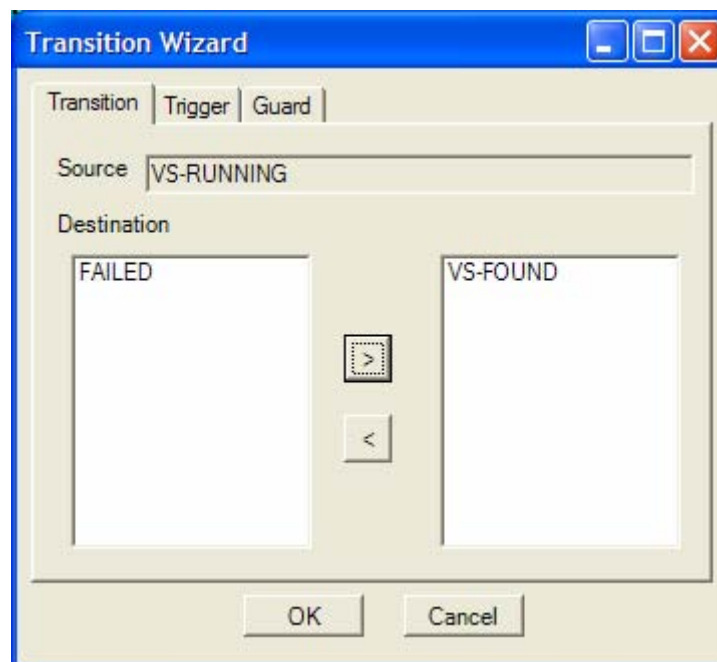 Transition Wizard
Transition Trigger Guard
Source VS-RUNNING
Destination
FAILED VS-FOUND
>
<
OK Cancel